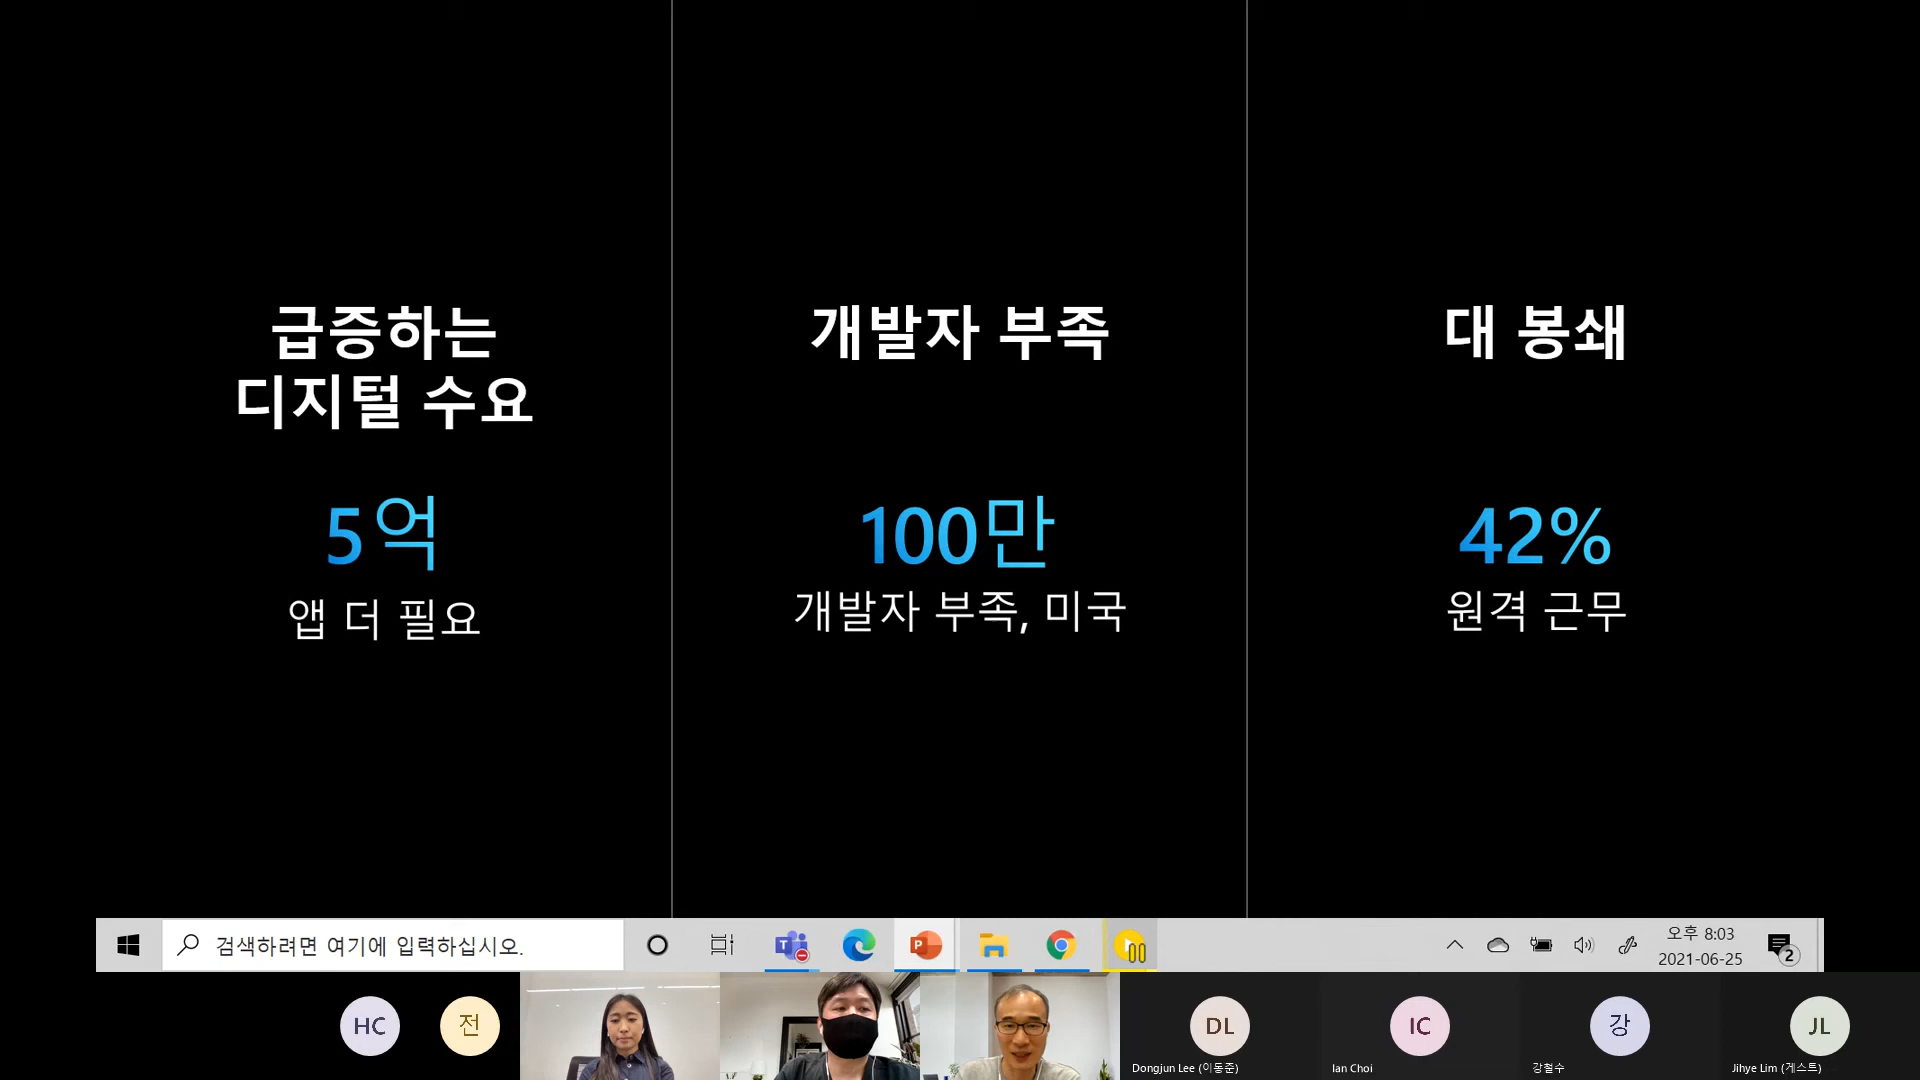 급증하는
디지털 수요
5억
앱 더 필요
개발자 부족
100만
개발자 부족, 미국
대 봉쇄
42%
원격 근무
검색하려면 여기에 입력하십시오.
오후 8:03
2021-06-25
2
HC
전
DL
Dongjun Lee (이동준)
IC
Ian Choi
강
강철수
JL
Jihye Lim (게스트)